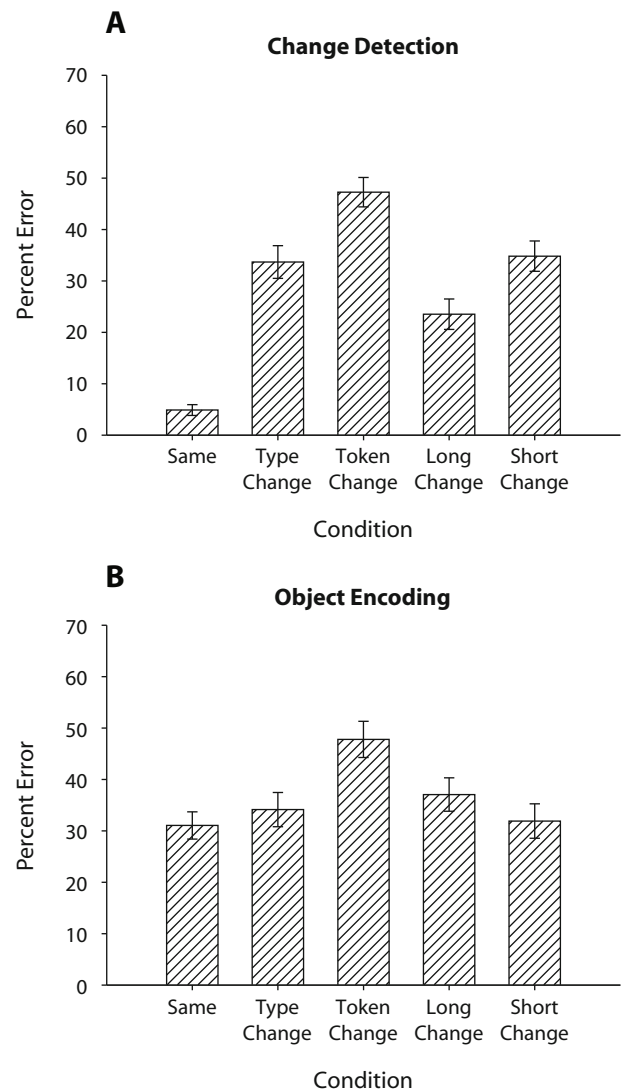 A
Change Detection
70
60
50
40
30
20
10
0
Percent Error
Same Type Change Token Change Long Change Short Change
Condition
B
Object Encoding
70
60
50
40
30
20
10
0
Percent Error
Same Type Change Token Change Long Change Short Change
Condition